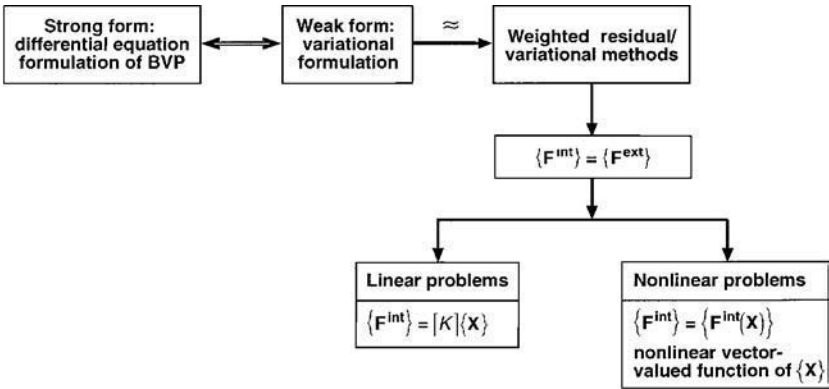 Strong form:
differential equation
formulation of BVP
Weak form:
variational
formulation
≈
Weighted residual/
variational methods
{F^int} = {F^ext}
Linear problems
{F^int} = ⌈K⌉{X}
Nonlinear problems
{F^int} = {F^int(X)}
nonlinear vector-
valued function of {X}